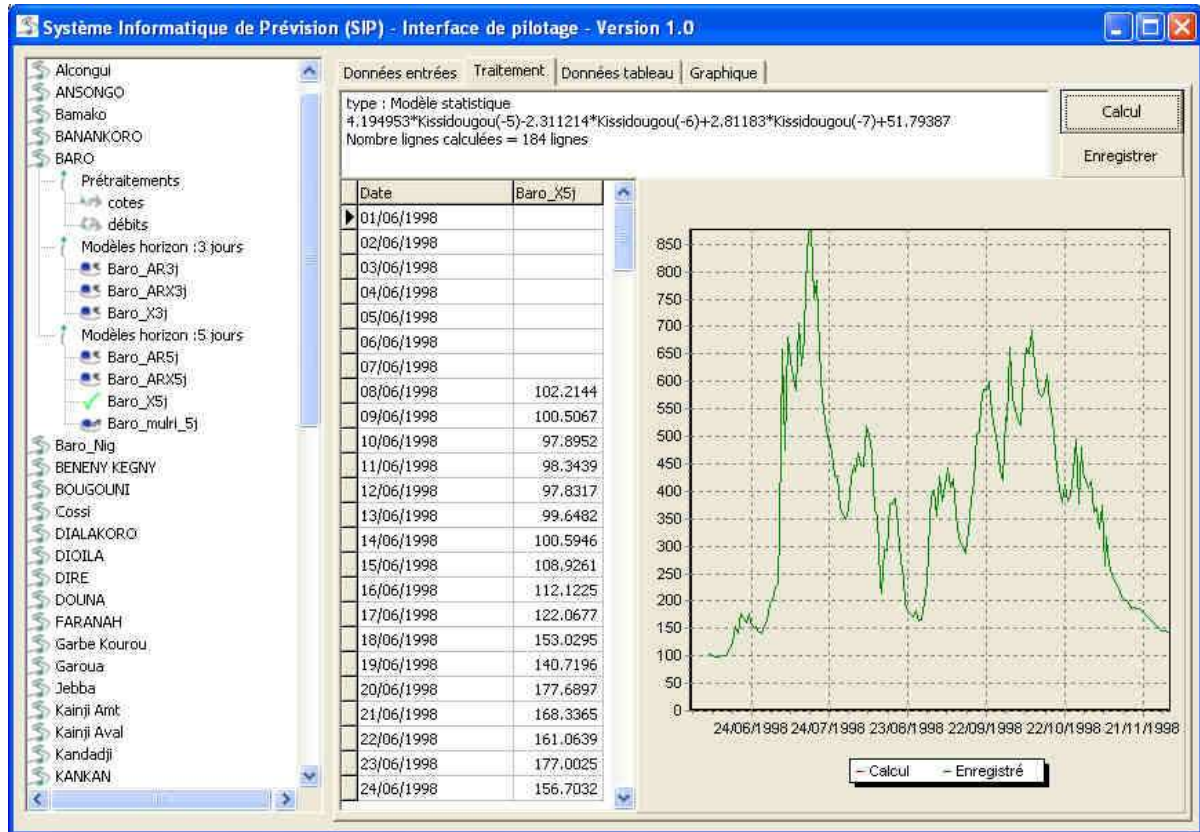 Système Informatique de Prévision (SIP) - Interface de pilotage - Version 1.0
Alcongui
ANSONGO
Bamako
BANANKORO
BARO
Prétraitements
cotes
débits
Modèles horizon :3 jours
Baro_AR3j
Baro_ARX3j
Baro_X3j
Modèles horizon :5 jours
Baro_AR5j
Baro_ARX5j
Baro_X5j
Baro_mulri_5j
Baro_Nig
BENENY KEGNY
BOUGOUNI
Cossi
DIALAKORO
DIOILA
DIRE
DOUNA
FARANAH
Garbe Kourou
Garoua
Jebba
Kainji Amt
Kainji Aval
Kandadji
KANKAN
Données entrées Traitement Données tableau Graphique
type : Modèle statistique
4.194953*Kissidougou(-5)-2.311214*Kissidougou(-6)+2.81183*Kissidougou(-7)+51.79387
Nombre lignes calculées = 184 lignes
Calcul
Enregistrer
Date Baro_X5j
01/06/1998
02/06/1998
03/06/1998
04/06/1998
05/06/1998
06/06/1998
07/06/1998
08/06/1998 102.2144
09/06/1998 100.5067
10/06/1998 97.8952
11/06/1998 98.3439
12/06/1998 97.8317
13/06/1998 99.6482
14/06/1998 100.5946
15/06/1998 108.9261
16/06/1998 112.1225
17/06/1998 122.0677
18/06/1998 153.0295
19/06/1998 140.7196
20/06/1998 177.6897
21/06/1998 168.3365
22/06/1998 161.0639
23/06/1998 177.0025
24/06/1998 156.7032
850
800
750
700
650
600
550
500
450
400
350
300
250
200
150
100
50
0
24/06/1998 24/07/1998 23/08/1998 22/09/1998 22/10/1998 21/11/1998
Calcul Enregistré